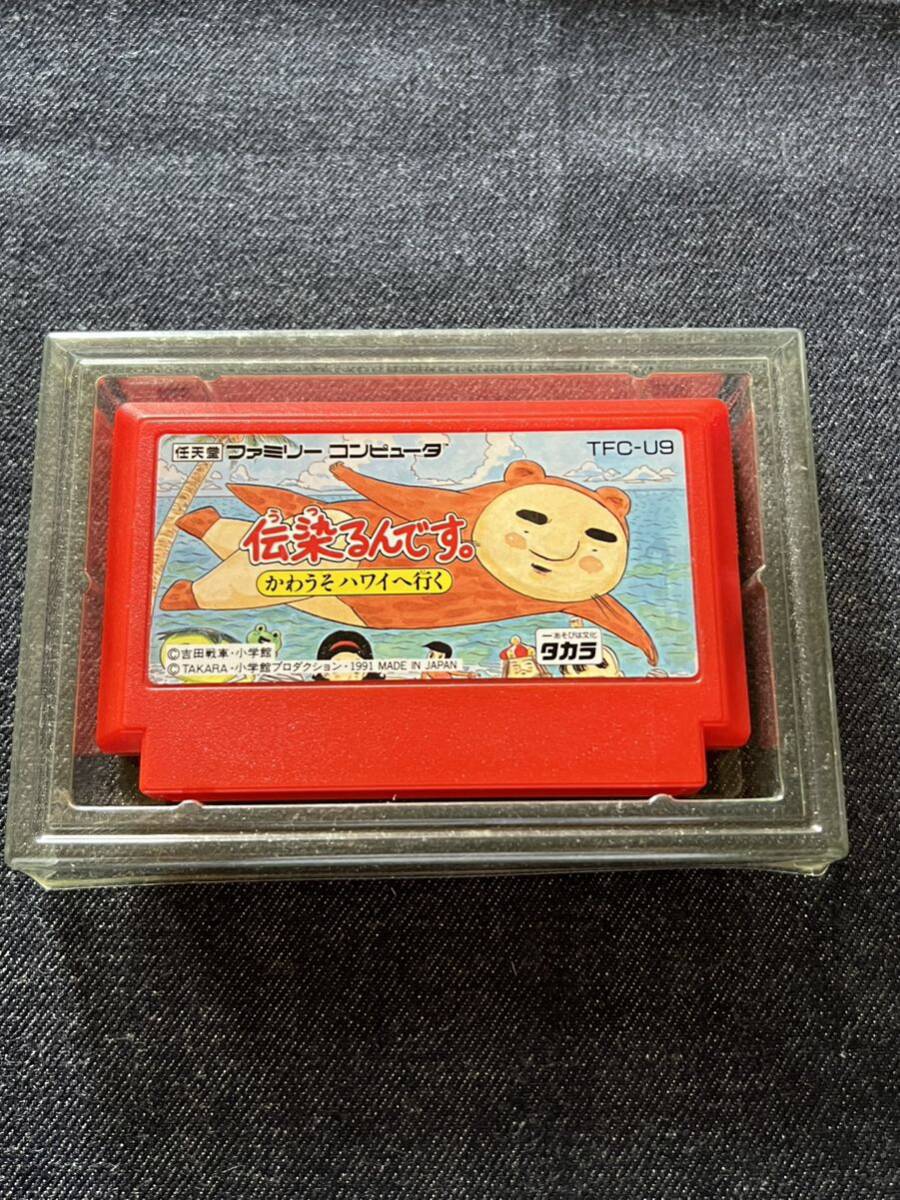 任天堂 ファミリー コンピュータ
TFC-U9
うつ
伝染るんです。
かわうそ ハワイへ行く
©吉田戦車・小学館
©TAKARA・小学館プロダクション・1991 MADE IN JAPAN
あそびは文化
タカラ